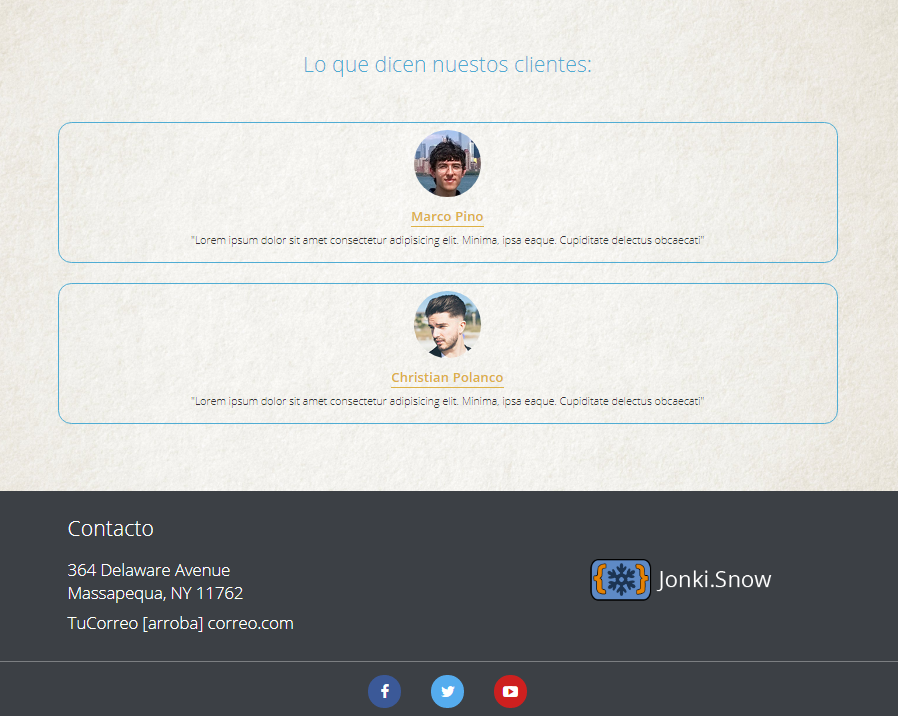 Lo que dicen nuestos clientes:
Marco Pino
"Lorem ipsum dolor sit amet consectetur adipisicing elit. Minima, ipsa eaque. Cupiditate delectus obcaecati"
Christian Polanco
"Lorem ipsum dolor sit amet consectetur adipisicing elit. Minima, ipsa eaque. Cupiditate delectus obcaecati"
Contacto
364 Delaware Avenue
Massapequa, NY 11762
TuCorreo [arroba] correo.com
Jonki.Snow